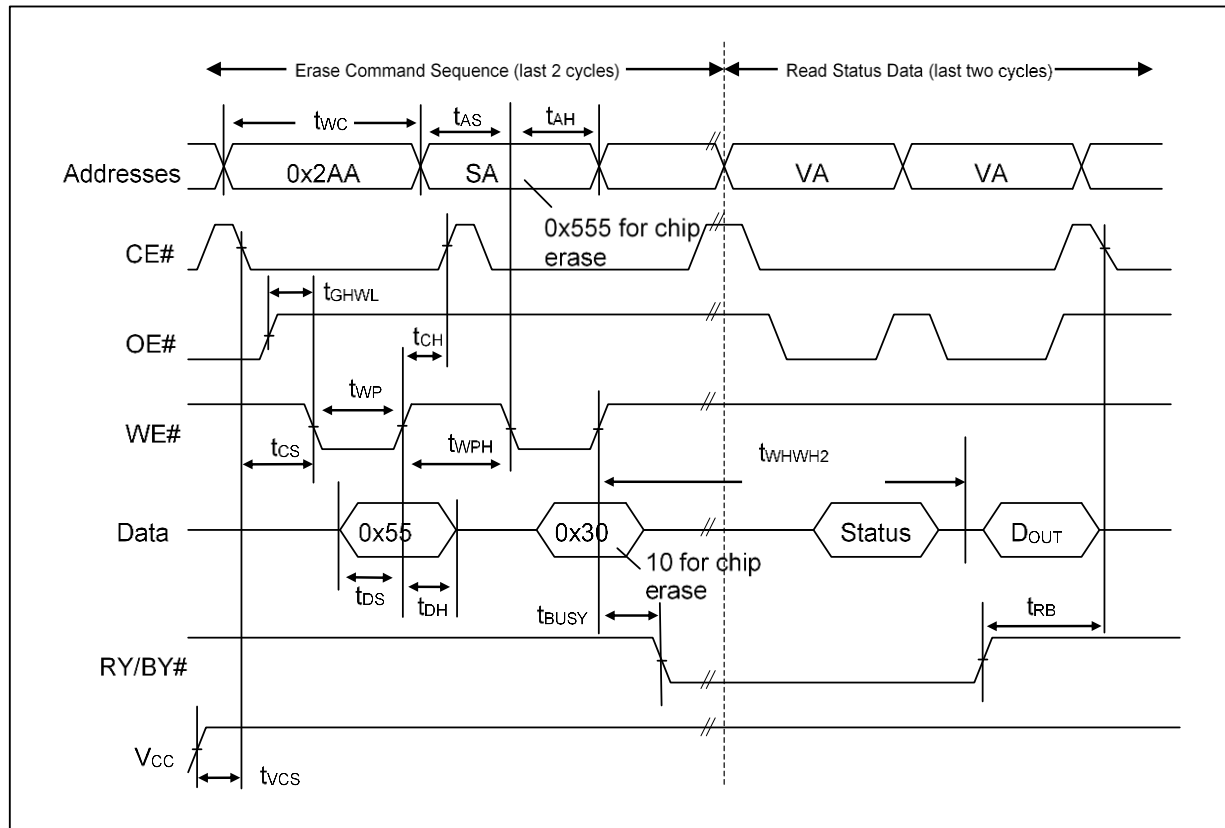 Erase Command Sequence (last 2 cycles)
Read Status Data (last two cycles)
tWC
tAS
tAH
Addresses
0x2AA
SA
VA
VA
0x555 for chip
erase
CE#
tGHWL
OE#
tCH
tWP
WE#
tCS
tWPH
tWHWH2
Data
0x55
0x30
Status
DOUT
10 for chip
erase
tDS
tDH
tBUSY
tRB
RY/BY#
VCC
tVCS